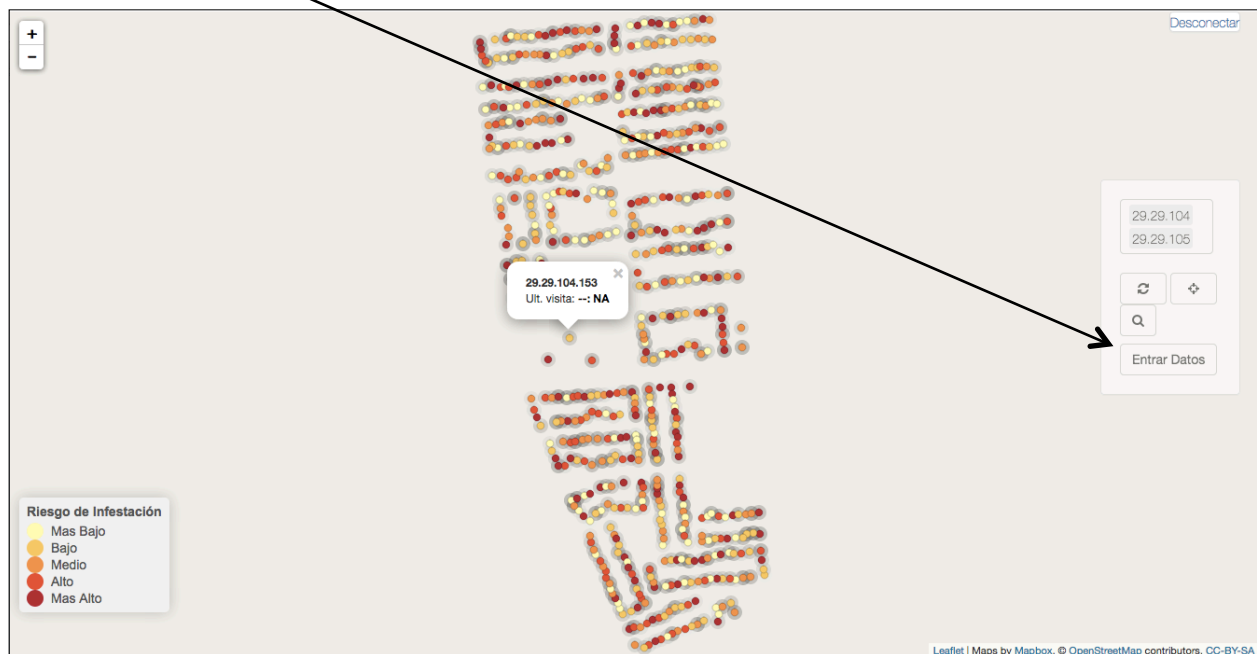 +
−
Desconectar
29.29.104
29.29.105
29.29.104.153
Ult. visita: --: NA
Entrar Datos
Riesgo de Infestación
Mas Bajo
Bajo
Medio
Alto
Mas Alto
Leaflet | Maps by Mapbox, © OpenStreetMap contributors, CC-BY-SA